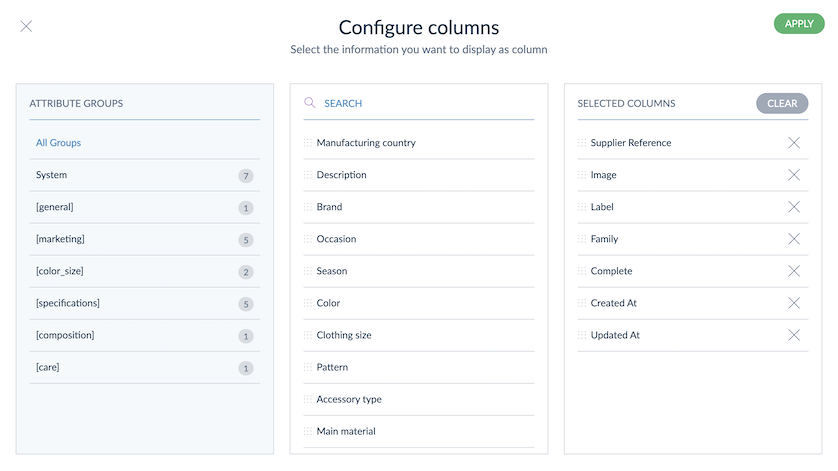 Configure columns
APPLY
Select the information you want to display as column
ATTRIBUTE GROUPS
All Groups
System 7
[general] 1
[marketing] 5
[color_size] 2
[specifications] 5
[composition] 1
[care] 1
SEARCH
Manufacturing country
Description
Brand
Occasion
Season
Color
Clothing size
Pattern
Accessory type
Main material
SELECTED COLUMNS CLEAR
Supplier Reference
Image
Label
Family
Complete
Created At
Updated At